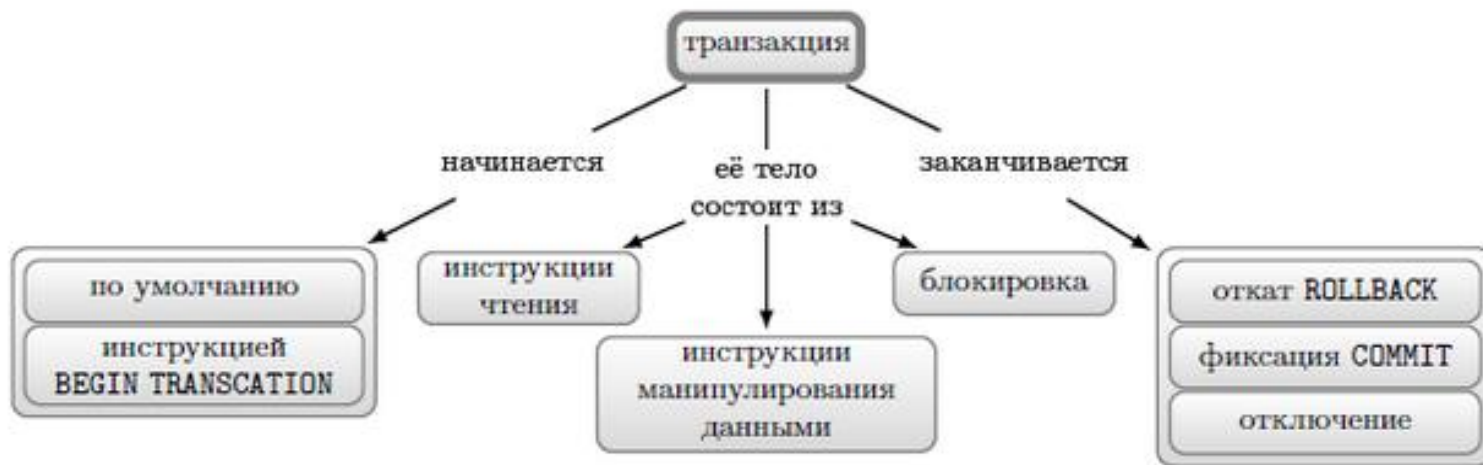 транзакция
начинается
её тело
состоит из
заканчивается
по умолчанию
инструкцией
BEGIN TRANSCATION
инструкции
чтения
инструкции
манипулирования
данными
блокировка
откат ROLLBACK
фиксация COMMIT
отключение